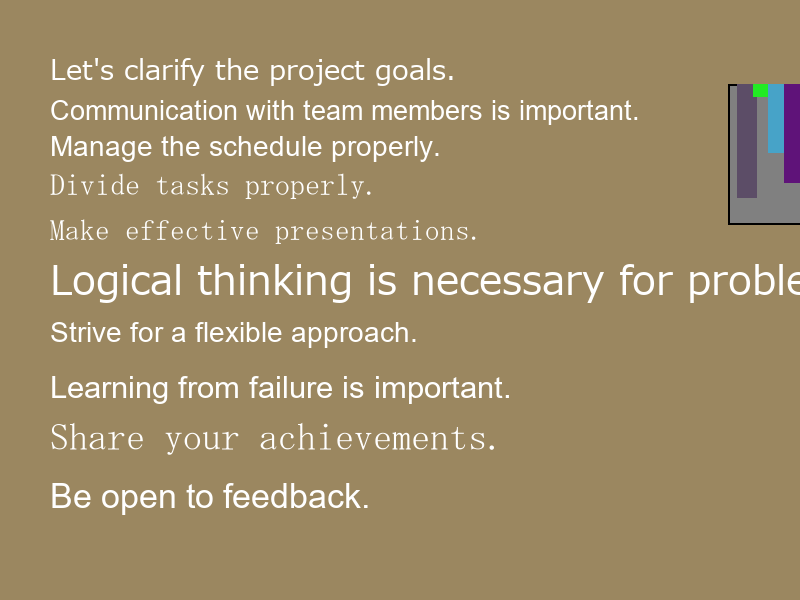 Let's clarify the project goals.
Communication with team members is important.
Manage the schedule properly.
Divide tasks properly.
Make effective presentations.
Logical thinking is necessary for
Strive for a flexible approach.
Learning from failure is important.
Share your achievements.
Be open to feedback.